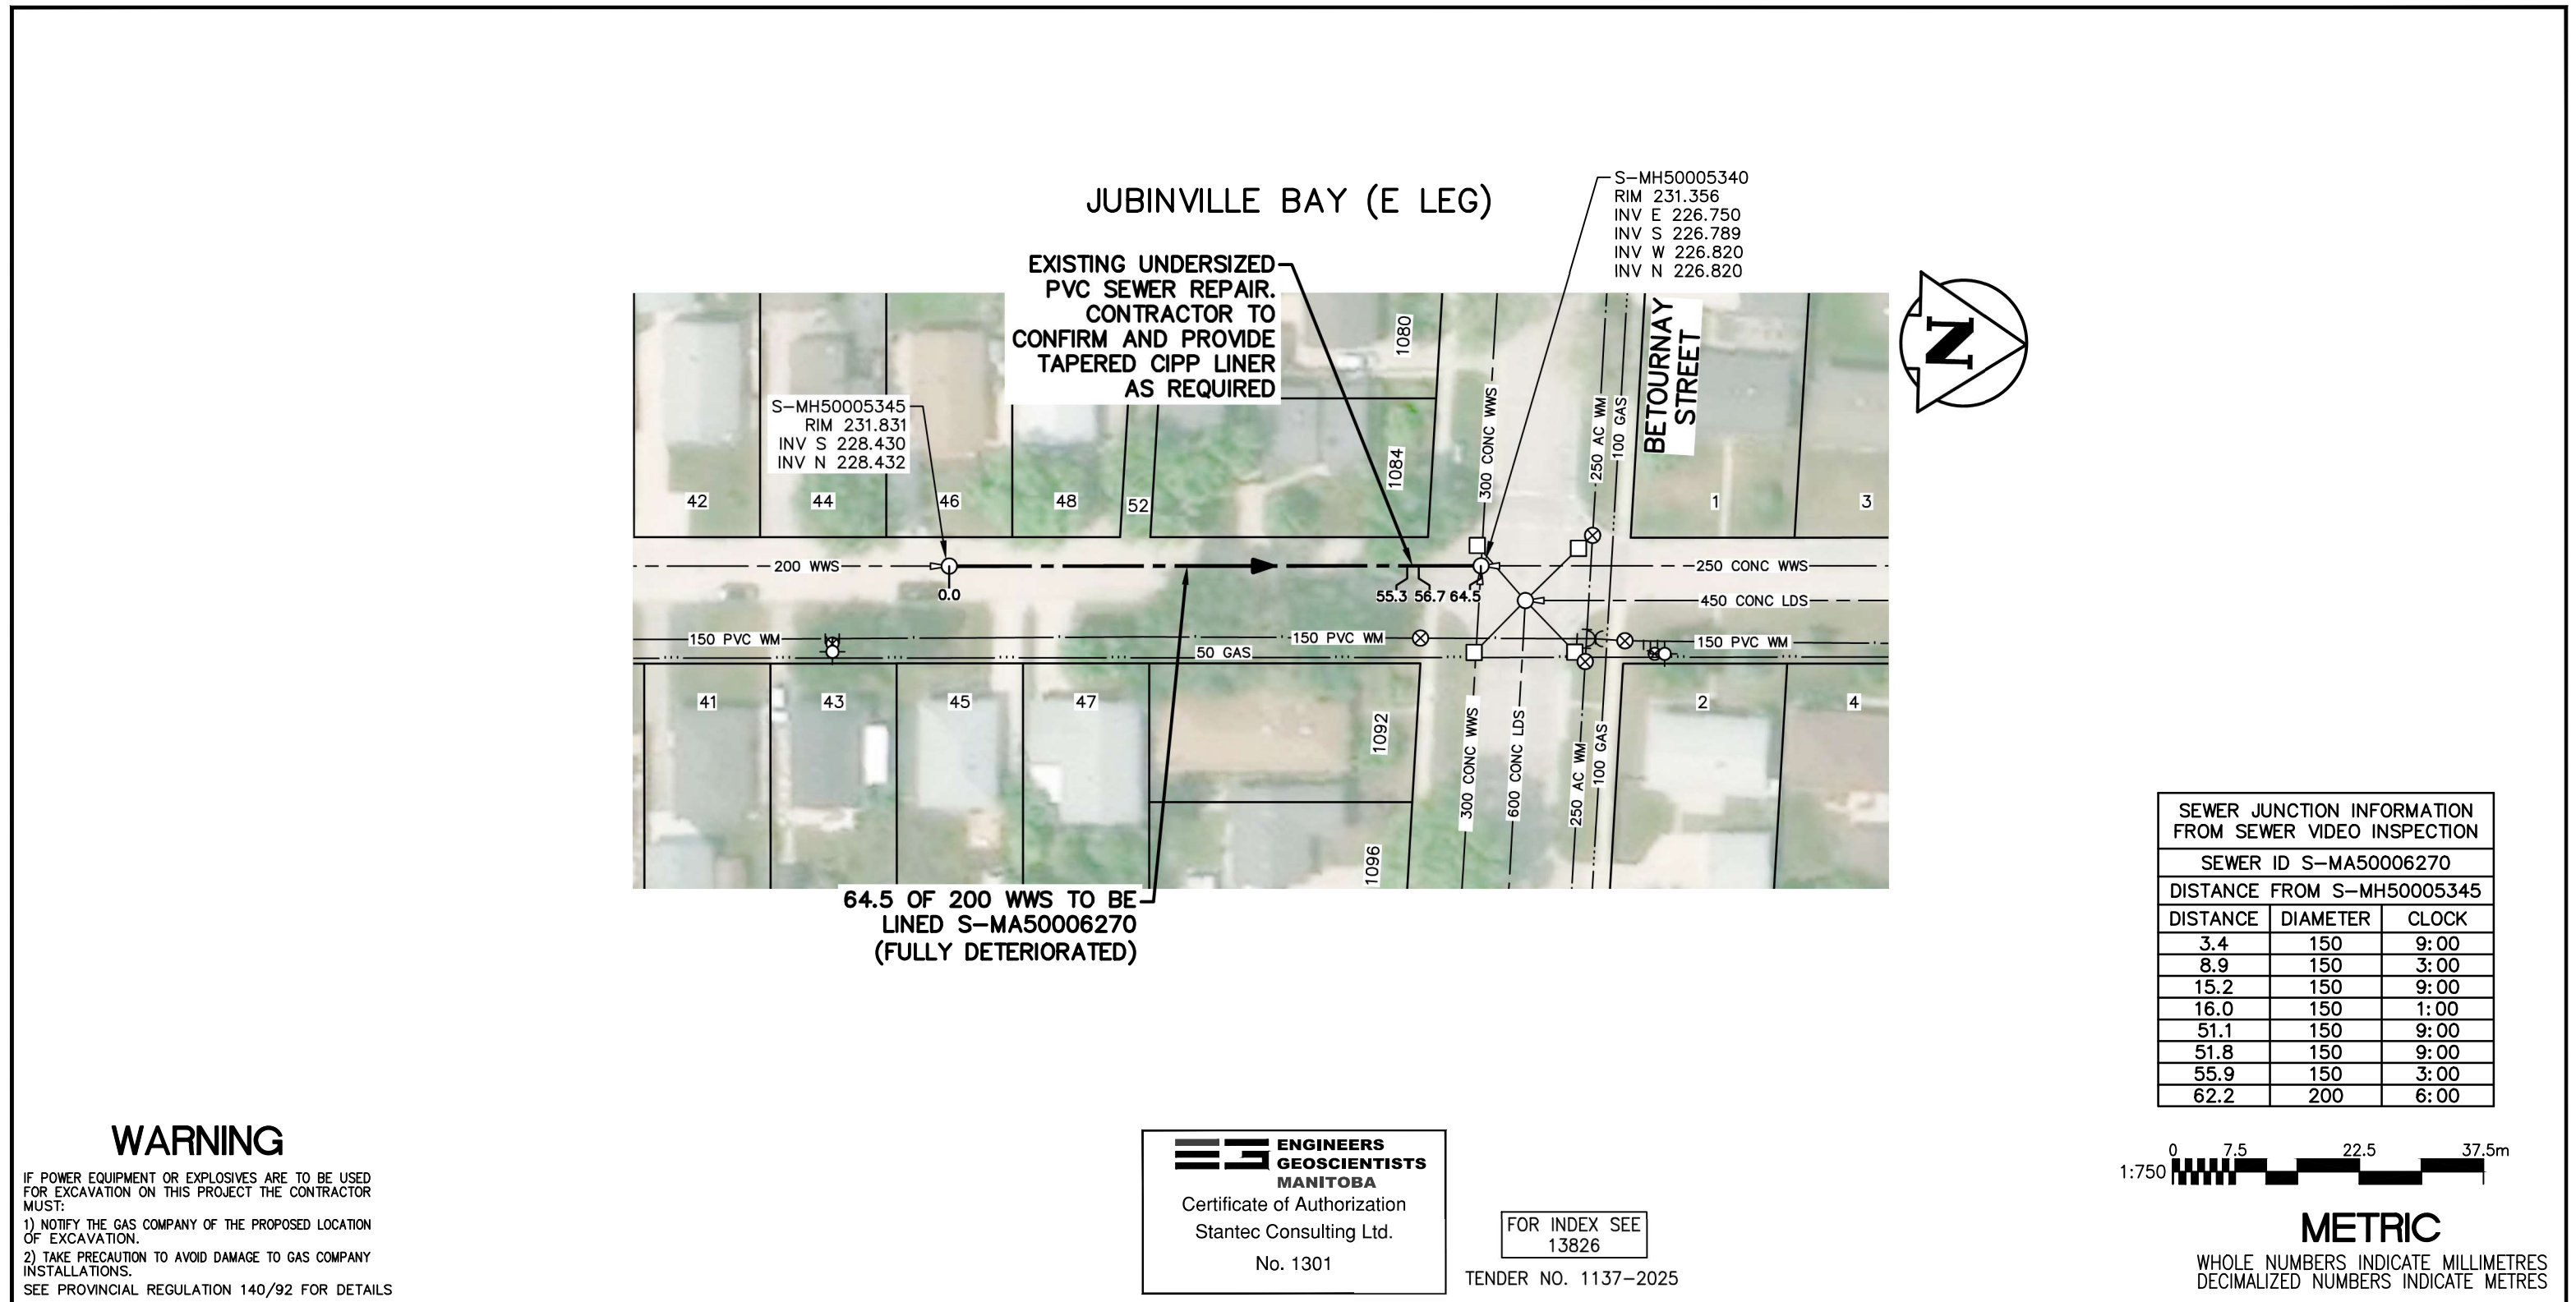 JUBINVILLE BAY (E LEG)
S-MH50005340
RIM 231.356
INV E 226.750
INV S 226.789
INV W 226.820
INV N 226.820
EXISTING UNDERSIZED
PVC SEWER REPAIR.
CONTRACTOR TO
CONFIRM AND PROVIDE
TAPERED CIPP LINER
AS REQUIRED
S-MH50005345
RIM 231.831
INV S 228.430
INV N 228.432
N
BETOURNAY
STREET
1080
1084
300 CONC WWS
250 AC WM
100 GAS
42
44
46
48
52
1
3
200 WWS
250 CONC WWS
0.0
55.3
56.7
64.5
450 CONC LDS
150 PVC WM
150 PVC WM
150 PVC WM
50 GAS
41
43
45
47
1092
1096
300 CONC WWS
600 CONC LDS
250 AC WM
100 GAS
2
4
64.5 OF 200 WWS TO BE
LINED S-MA50006270
(FULLY DETERIORATED)
SEWER JUNCTION INFORMATION
FROM SEWER VIDEO INSPECTION
SEWER ID S-MA50006270
DISTANCE FROM S-MH50005345
DISTANCE DIAMETER CLOCK
3.4 150 9:00
8.9 150 3:00
15.2 150 9:00
16.0 150 1:00
51.1 150 9:00
51.8 150 9:00
55.9 150 3:00
62.2 200 6:00
WARNING
IF POWER EQUIPMENT OR EXPLOSIVES ARE TO BE USED
FOR EXCAVATION ON THIS PROJECT THE CONTRACTOR
MUST:
1) NOTIFY THE GAS COMPANY OF THE PROPOSED LOCATION
OF EXCAVATION.
2) TAKE PRECAUTION TO AVOID DAMAGE TO GAS COMPANY
INSTALLATIONS.
SEE PROVINCIAL REGULATION 140/92 FOR DETAILS
ENGINEERS
GEOSCIENTISTS
MANITOBA
Certificate of Authorization
Stantec Consulting Ltd.
No. 1301
FOR INDEX SEE
13826
TENDER NO. 1137-2025
0 7.5 22.5 37.5m
1:750
METRIC
WHOLE NUMBERS INDICATE MILLIMETRES
DECIMALIZED NUMBERS INDICATE METRES